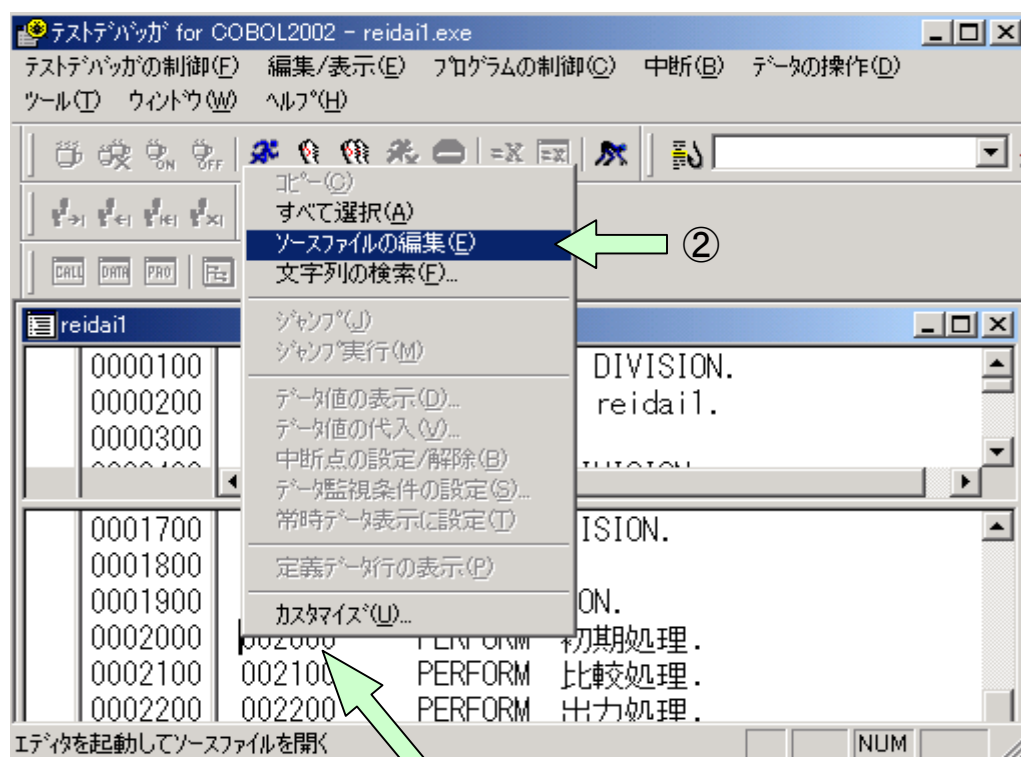 テストデバッガ for COBOL2002 - reidai1.exe
テストデバッガの制御(F) 編集/表示(E) プログラムの制御(C) 中断(B) データの操作(D)
ツール(T) ウィンドウ(W) ヘルプ(H)
ON OFF =X =X
コピー(C)
すべて選択(A)
ソースファイルの編集(E)
②
文字列の検索(F)...
CALL DATA PRO
ジャンプ(J)
ジャンプ実行(M)
データ値の表示(D)...
データ値の代入(V)...
中断点の設定/解除(B)
データ監視条件の設定(S)...
常時データ表示に設定(T)
定義データ行の表示(P)
カスタマイズ(U)...
reidai1
0000100 DIVISION.
0000200 reidai1.
0000300
0001700 ISION.
0001800
0001900 ON.
0002000 002000 PERFORM 初期処理.
0002100 002100 PERFORM 比較処理.
0002200 002200 PERFORM 出力処理.
エディタを起動してソースファイルを開く NUM